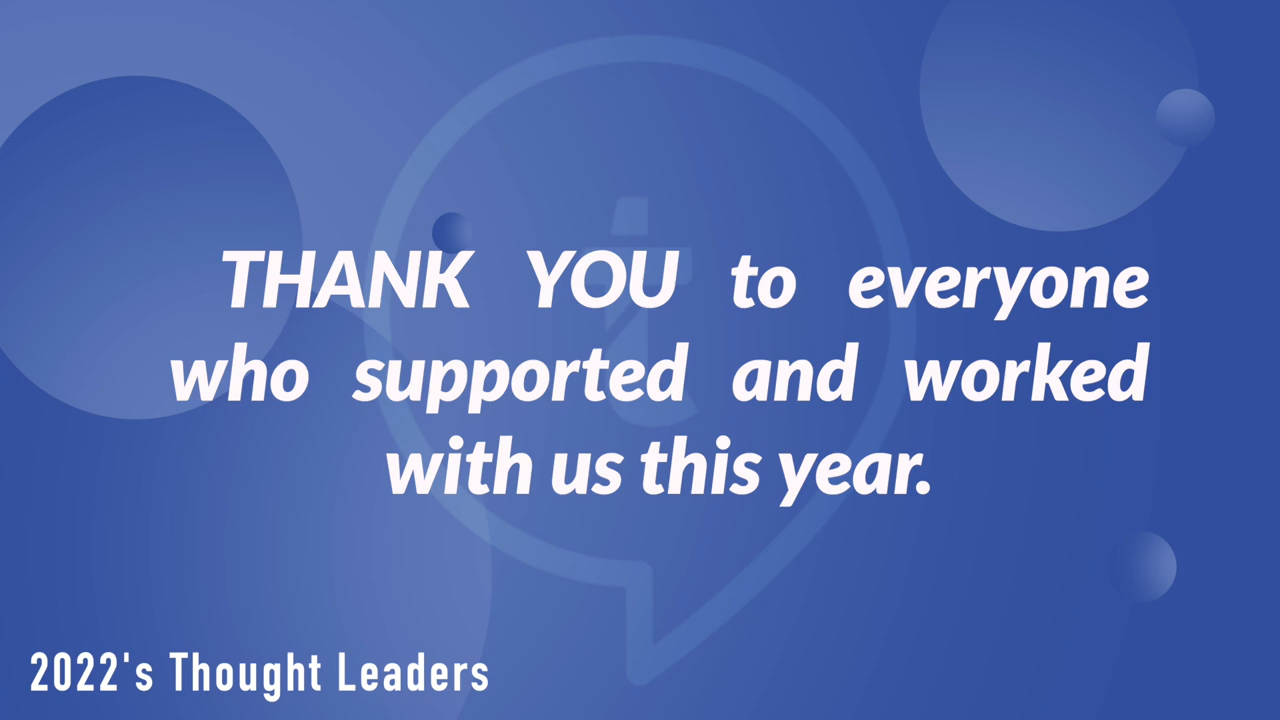 THANK YOU to everyone
who supported and worked
with us this year.
t
2022's Thought Leaders